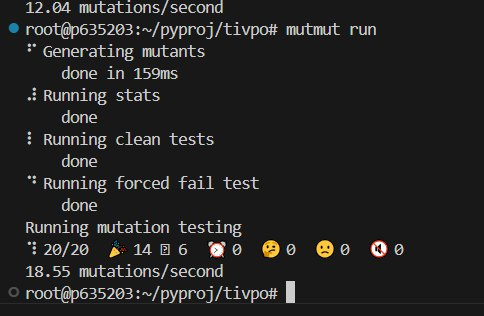 12.04 mutations/second
root@p635203:~/pyproj/tivpo# mutmut run
⠋ Generating mutants
done in 159ms
⠼ Running stats
done
⠇ Running clean tests
done
⠙ Running forced fail test
done
Running mutation testing
⠹ 20/20 🎉 14 🫥 6 ⏰ 0 🤔 0 🙁 0 🔇 0
18.55 mutations/second
root@p635203:~/pyproj/tivpo#